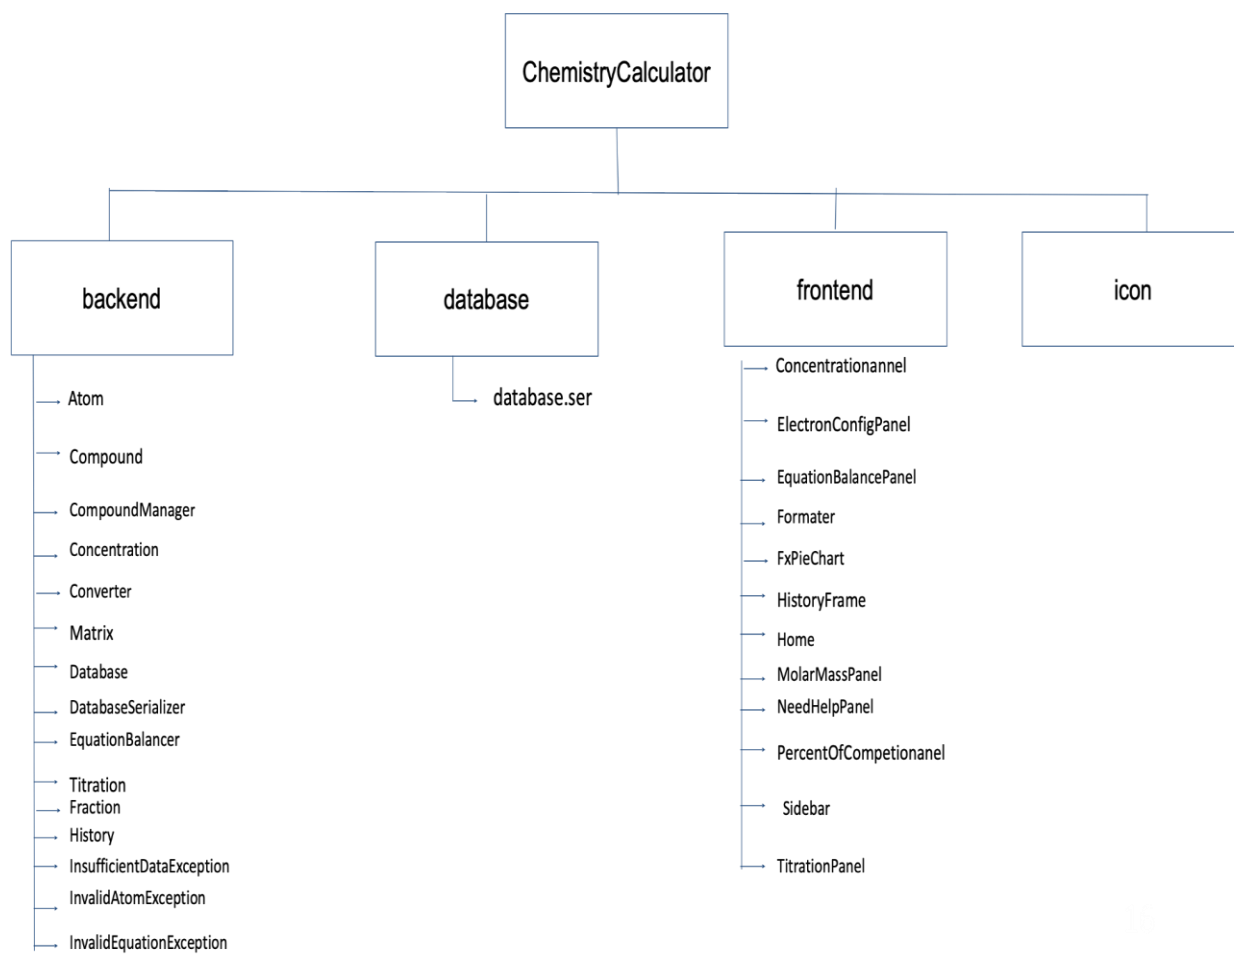 ChemistryCalculator
backend
database
frontend
icon
Atom
Compound
CompoundManager
Concentration
Converter
Matrix
Database
DatabaseSerializer
EquationBalancer
Titration
Fraction
History
InsufficientDataException
InvalidAtomException
InvalidEquationException
database.ser
Concentrationannel
ElectronConfigPanel
EquationBalancePanel
Formater
FxPieChart
HistoryFrame
Home
MolarMassPanel
NeedHelpPanel
PercentOfCompetionanel
Sidebar
TitrationPanel